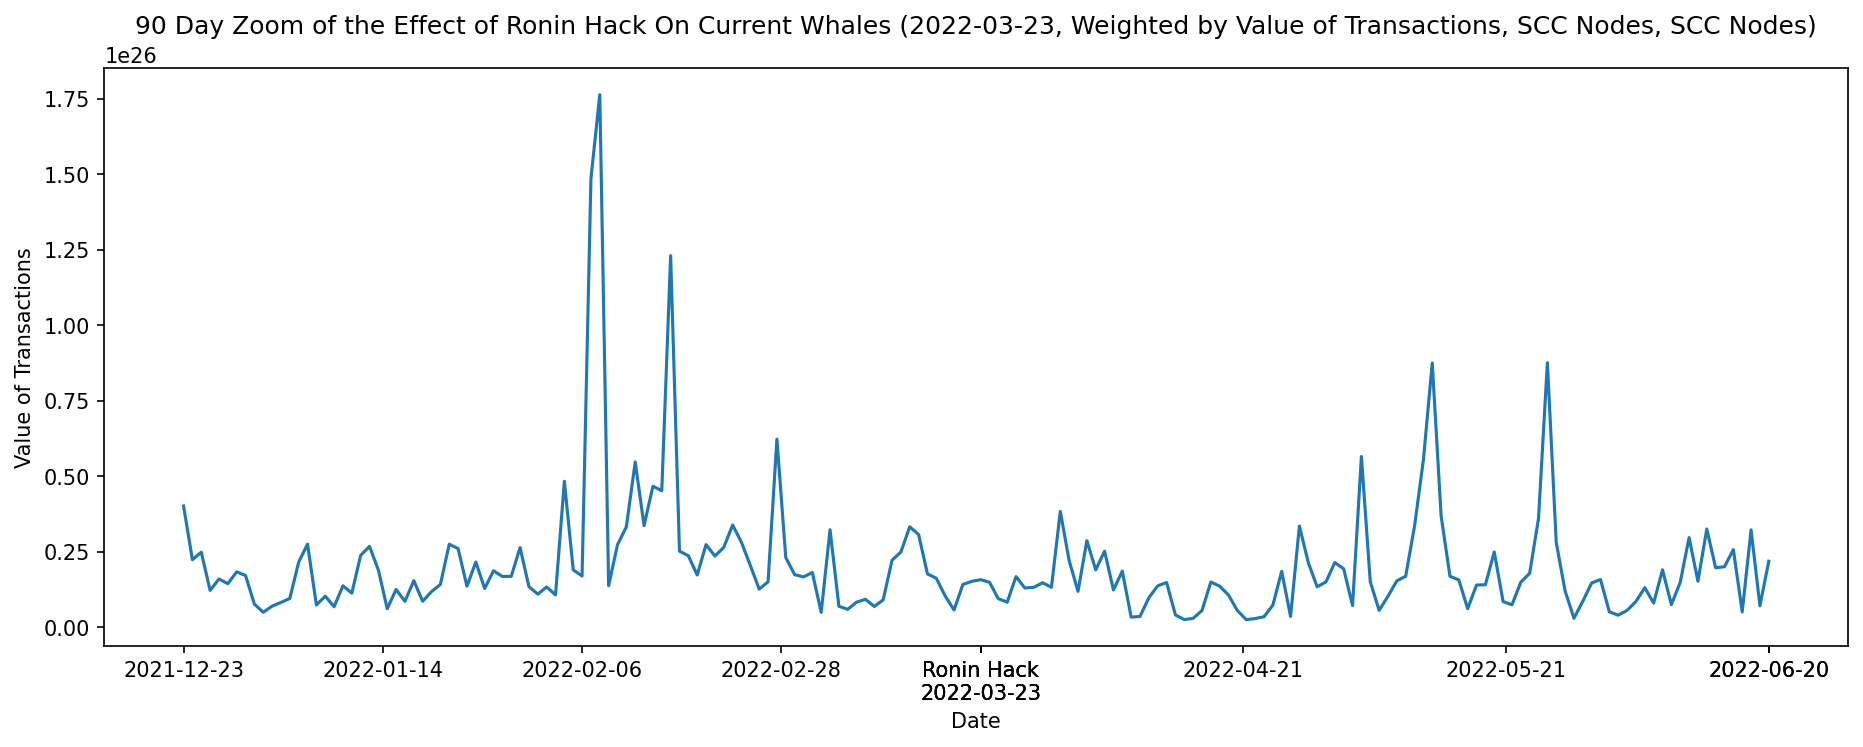 90 Day Zoom of the Effect of Ronin Hack On Current Whales (2022-03-23, Weighted by Value of Transactions, SCC Nodes, SCC Nodes)
1e26
1.75
1.50
1.25
1.00
0.75
0.50
0.25
0.00
Value of Transactions
2021-12-23 2022-01-14 2022-02-06 2022-02-28 Ronin Hack 2022-04-21 2022-05-21 2022-06-20
2022-03-23
Date